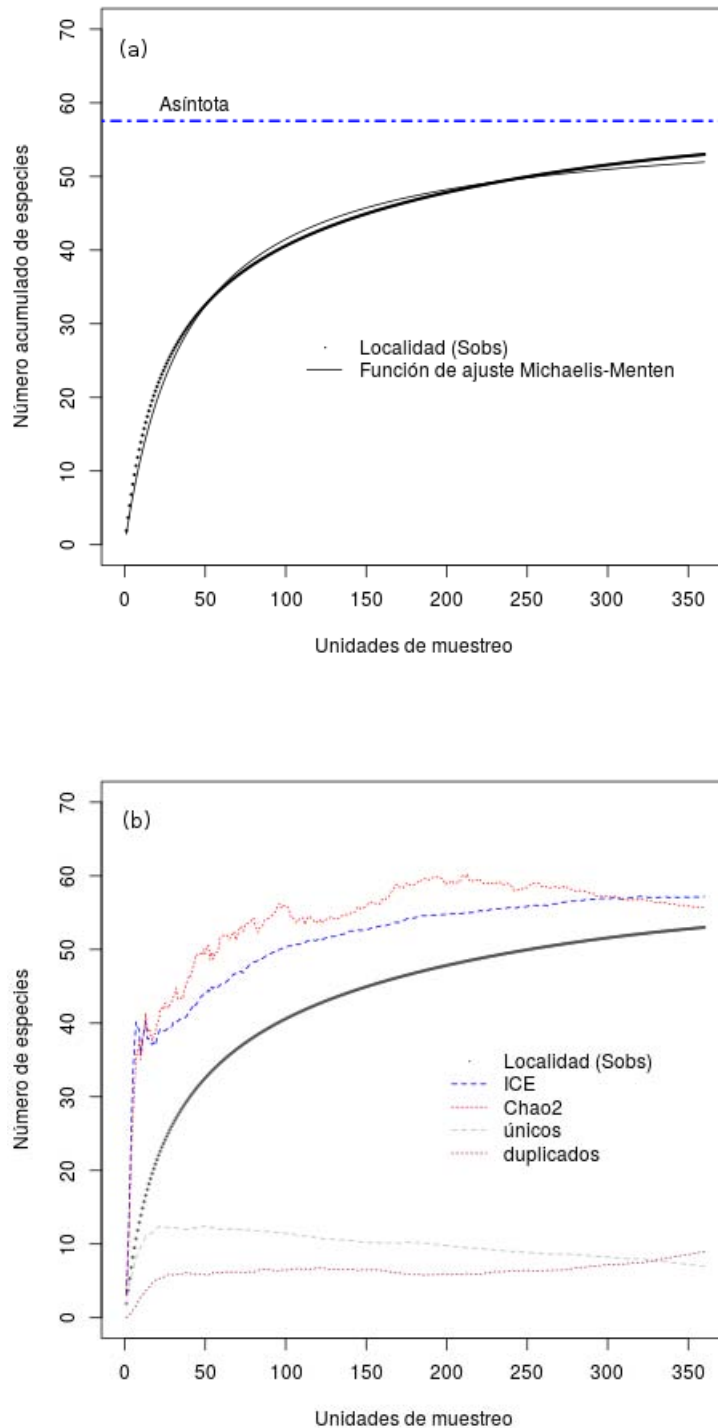 (a)
Asíntota
Número acumulado de especies
0 10 20 30 40 50 60 70
Localidad (Sobs)
Función de ajuste Michaelis-Menten
0 50 100 150 200 250 300 350
Unidades de muestreo
(b)
Número de especies
0 10 20 30 40 50 60 70
Localidad (Sobs)
ICE
Chao2
únicos
duplicados
0 50 100 150 200 250 300 350
Unidades de muestreo